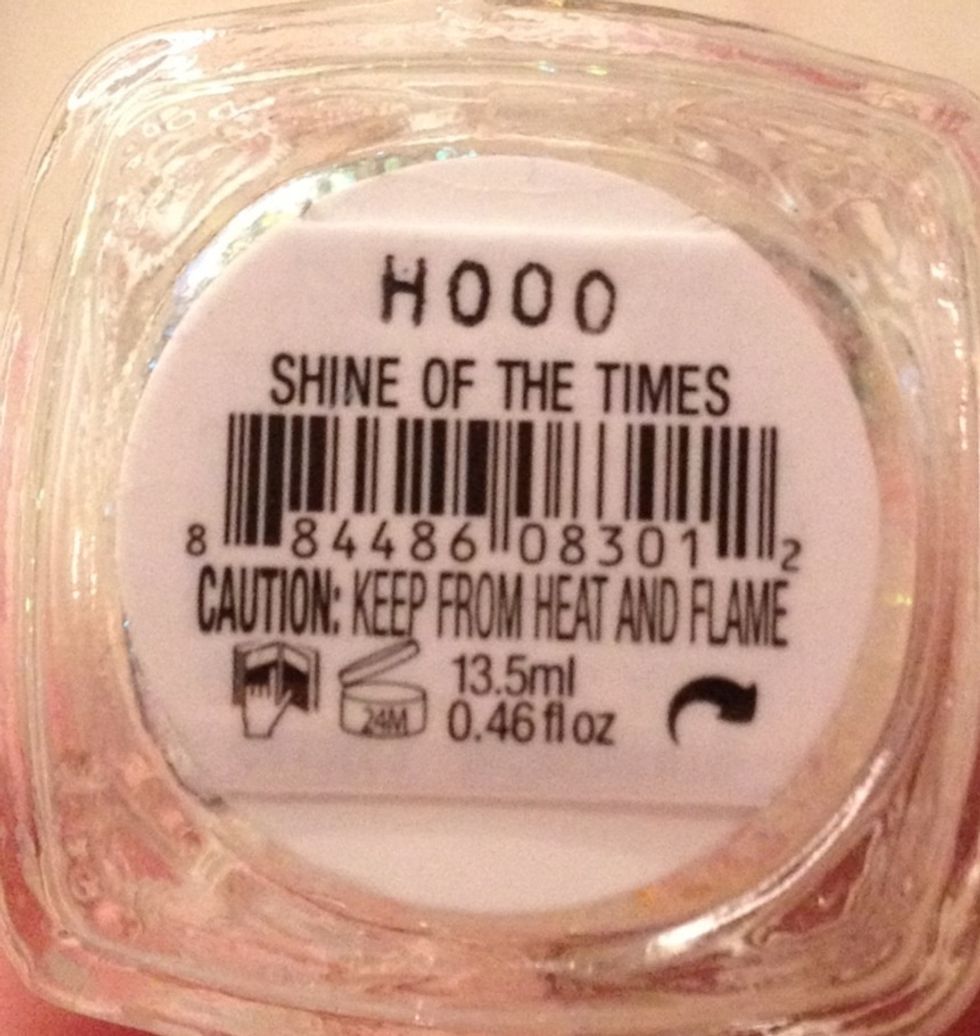 H000
SHINE OF THE TIMES
8 84486 08301 2
CAUTION: KEEP FROM HEAT AND FLAME
24M
13.5ml
0.46 fl oz